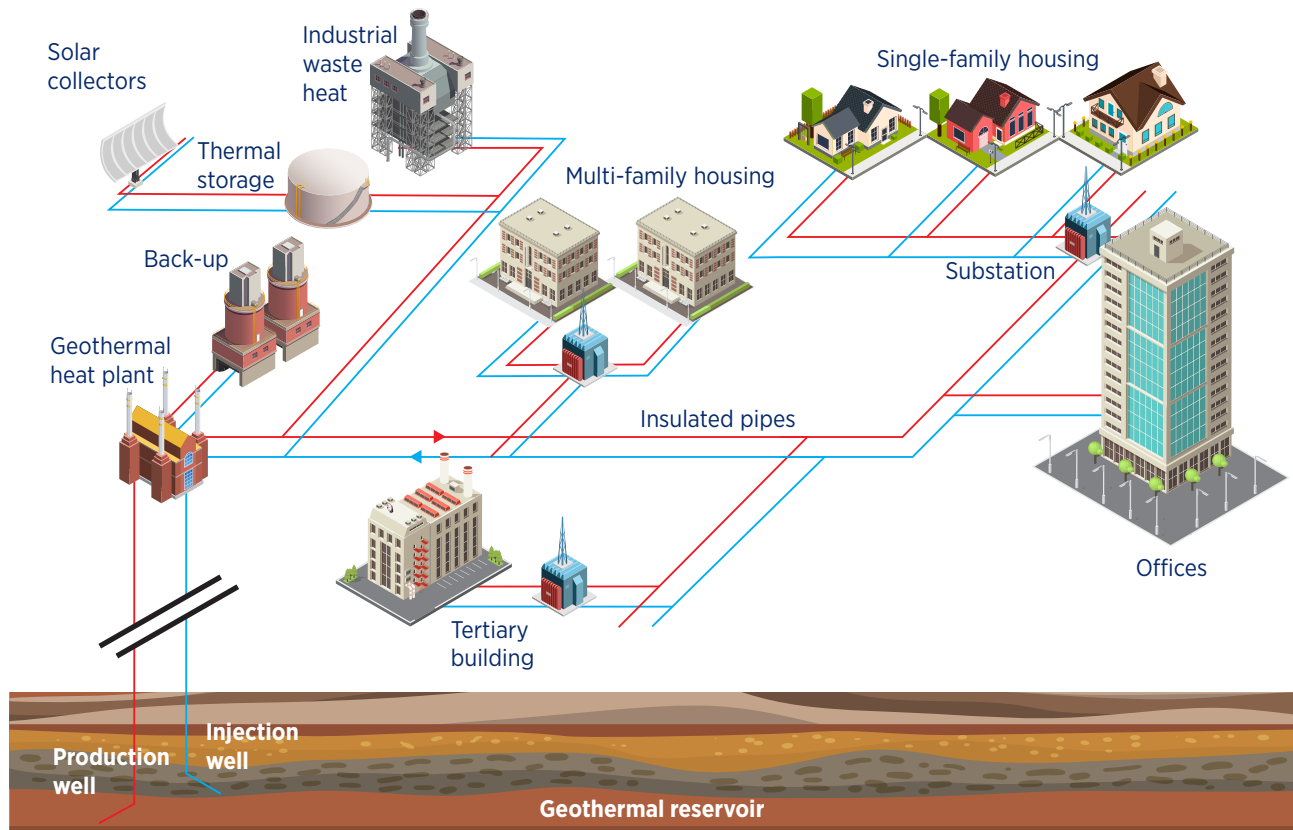 Solar
collectors
Industrial
waste
heat
Single-family housing
Thermal
storage
Multi-family housing
Back-up
Substation
Geothermal
heat plant
Insulated pipes
Offices
Tertiary
building
Injection
well
Production
well
Geothermal reservoir